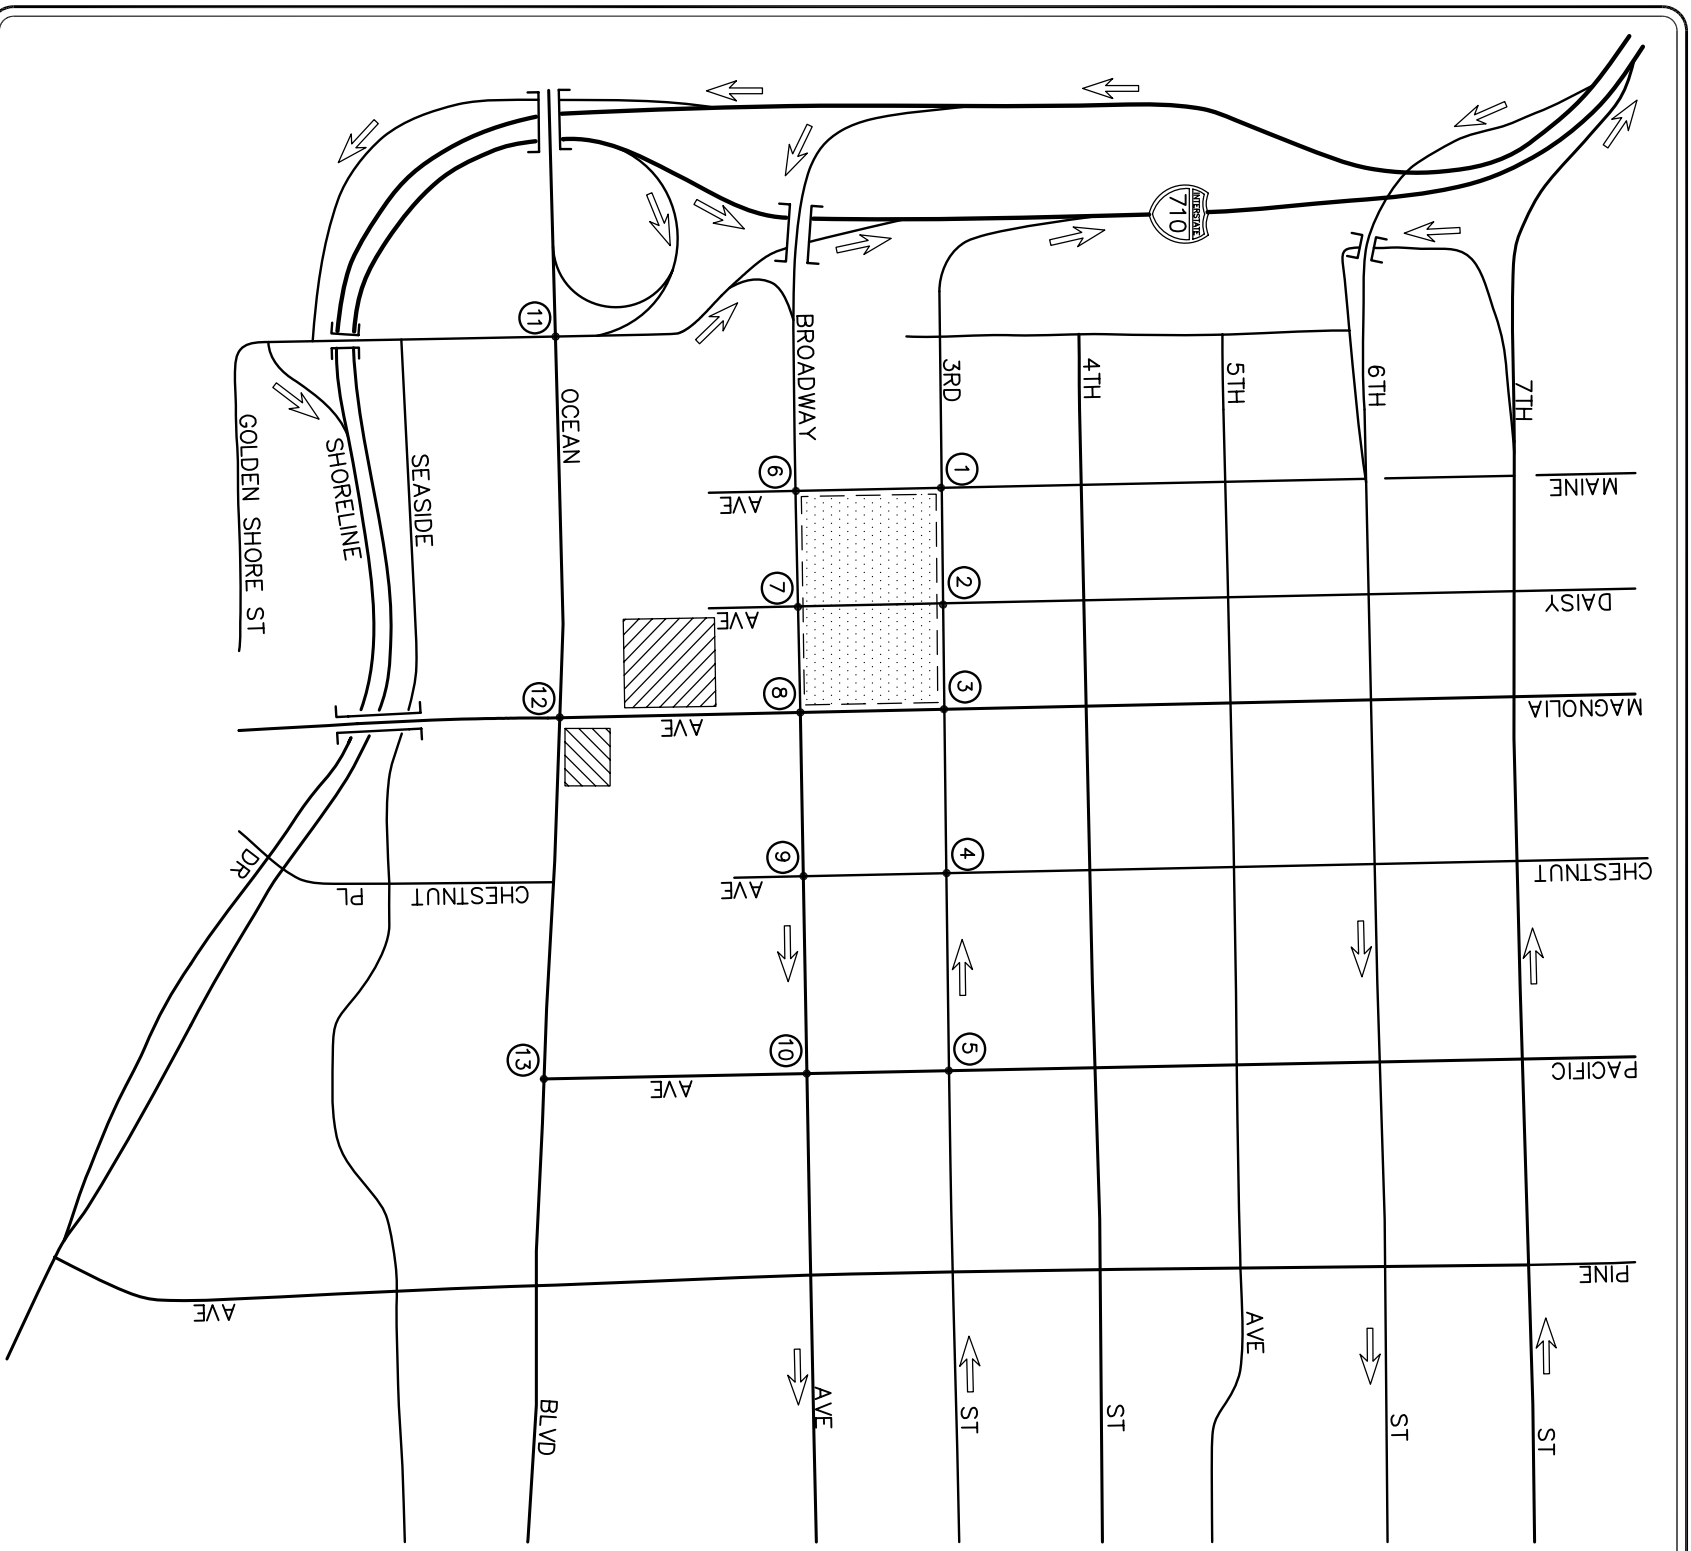 INTERSTATE
710
BROADWAY
AVE
3RD
ST
4TH
ST
5TH
AVE
6TH
ST
7TH
ST
OCEAN
BLVD
SEASIDE
SHORELINE
DR
GOLDEN SHORE ST
MAINE
AVE
DAISY
AVE
MAGNOLIA
AVE
CHESTNUT
AVE
CHESTNUT PL
PACIFIC
AVE
PINE
AVE
1
2
3
4
5
6
7
8
9
10
11
12
13